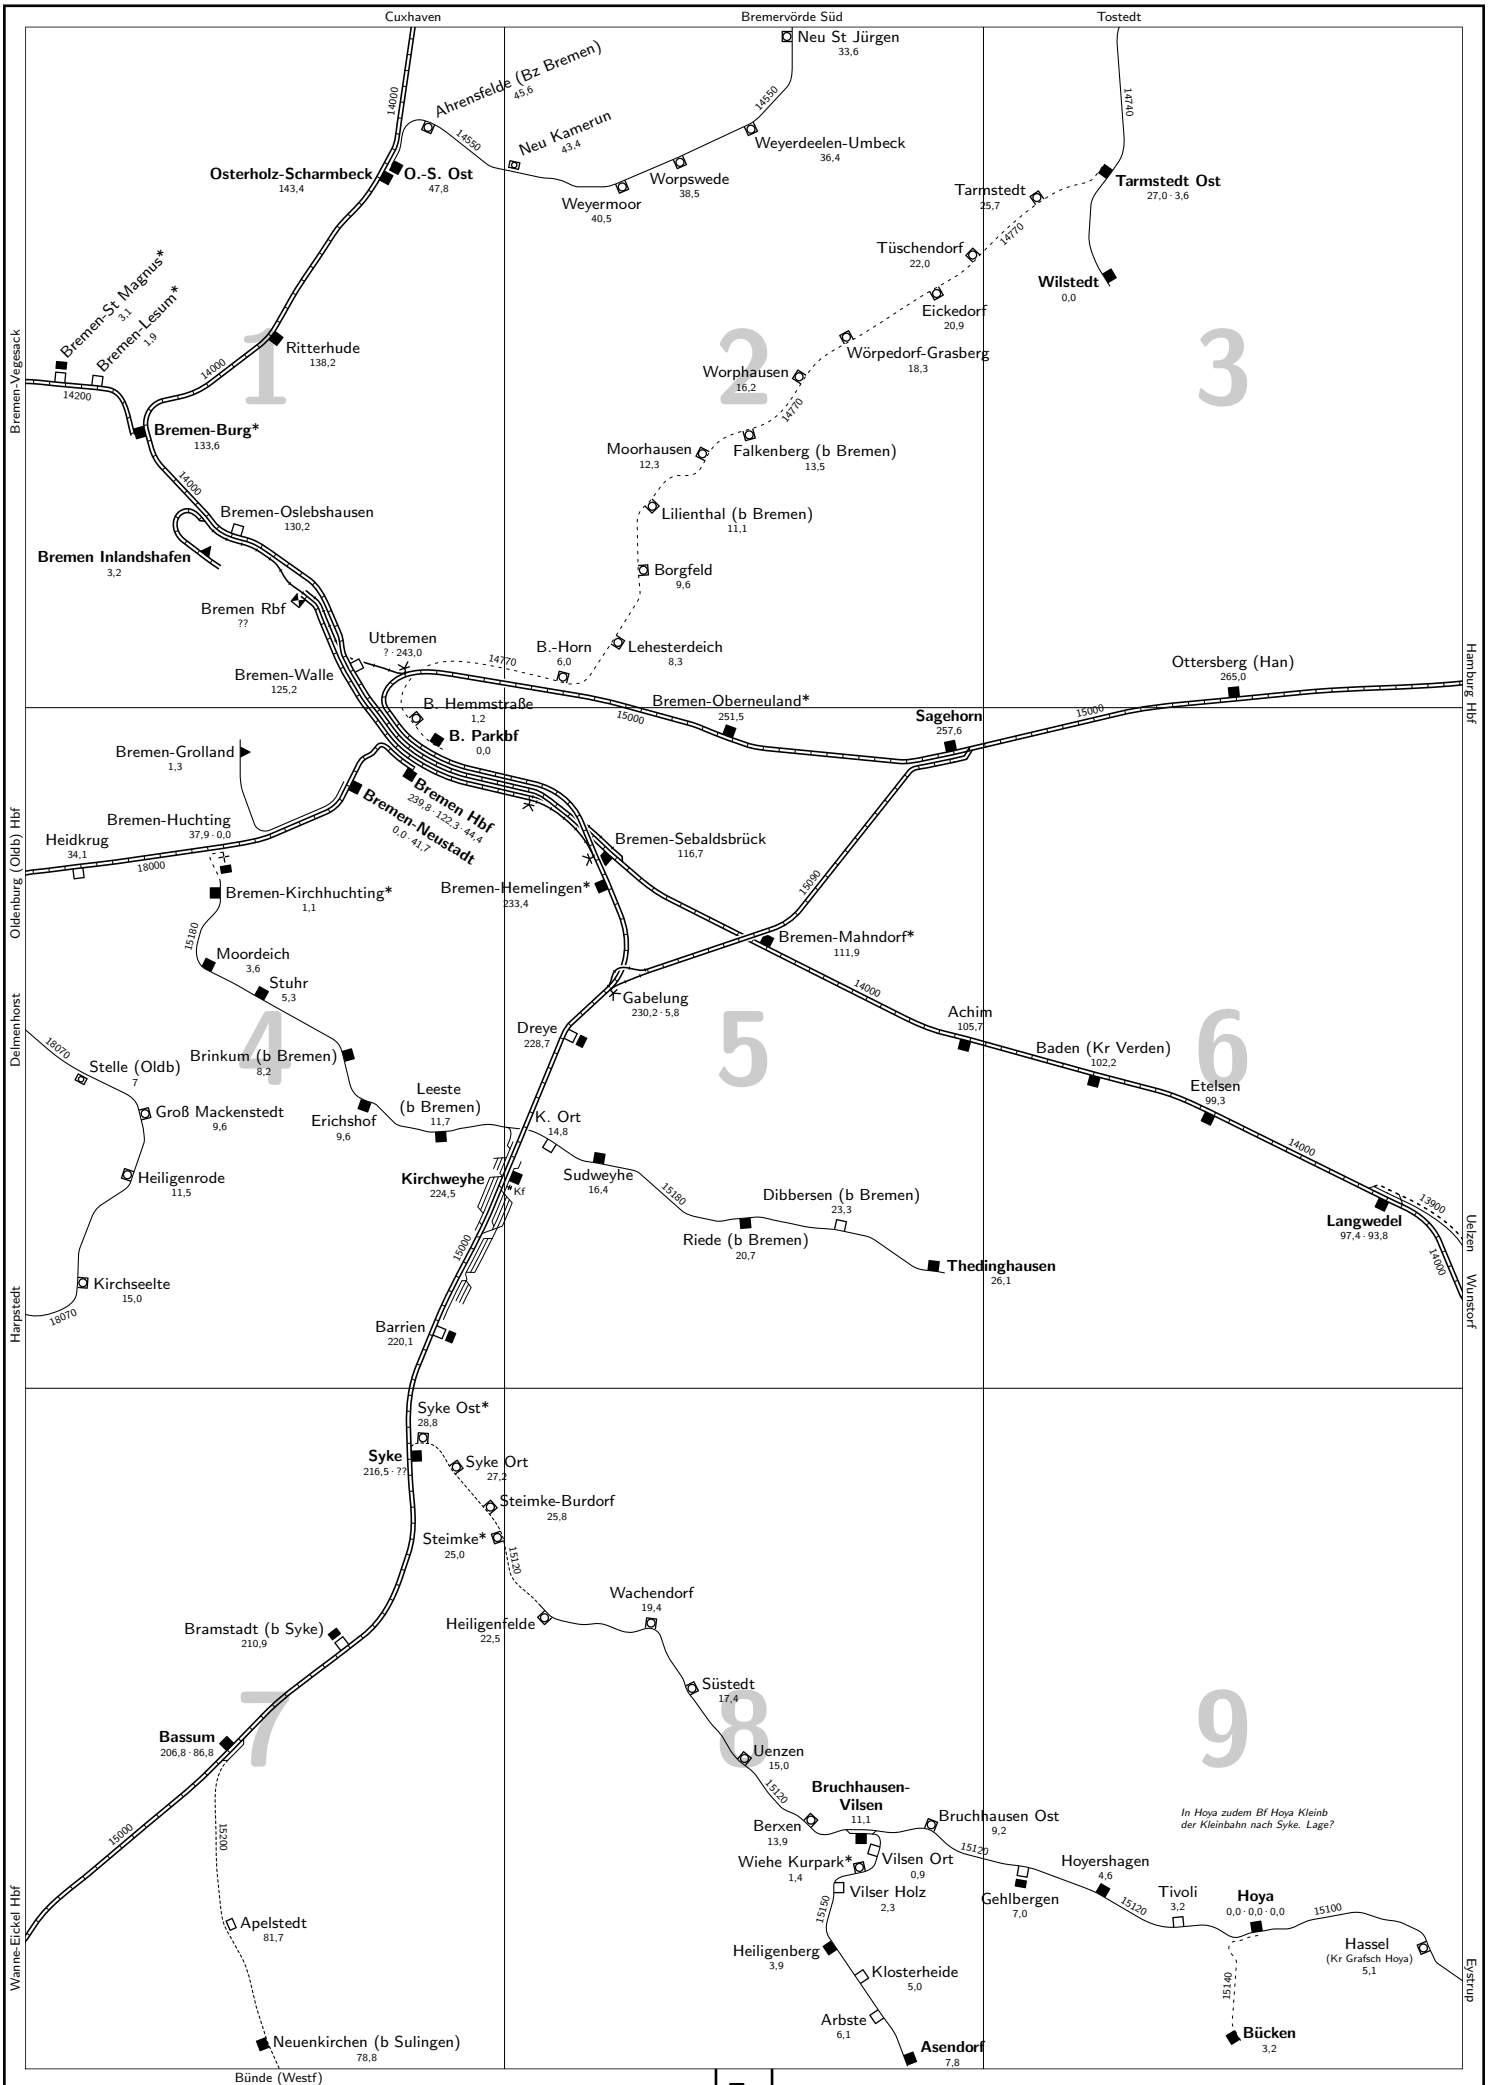 Cuxhaven
Bremervörde Süd
Tostedt
Neu St Jürgen
33,6
Ahrensfelde (Bz Bremen)
45,6
14000
14550
Neu Kamerun
43,4
14550
Weyerdeelen-Umbeck
36,4
Worpswede
38,5
Weyermoor
40,5
Osterholz-Scharmbeck
143,4
O.-S. Ost
47,8
14740
Tarmstedt Ost
27,0 · 3,6
Tarmstedt
25,7
14770
Tüschendorf
22,0
Wilstedt
0,0
Eickedorf
20,9
Bremen-St Magnus*
3,1
Bremen-Lesum*
1,9
Bremen-Vegesack
14200
1
2
3
Ritterhude
138,2
14000
Wörpedorf-Grasberg
18,3
Worphausen
16,2
14770
Bremen-Burg*
133,6
Moorhausen
12,3
Falkenberg (b Bremen)
13,5
14000
Bremen-Oslebshausen
130,2
Lilienthal (b Bremen)
11,1
Bremen Inlandshafen
3,2
Borgfeld
9,6
Bremen Rbf
??
Utbremen
? · 243,0
14770
B.-Horn
6,0
Lehesterdeich
8,3
Bremen-Walle
125,2
Ottersberg (Han)
265,0
Hamburg Hbf
B. Hemmstraße
1,2
15000
Bremen-Oberneuland*
251,5
Sagehorn
257,6
15000
B. Parkbf
0,0
Bremen-Grolland
1,3
Bremen Hbf
239,8 · 122,3 · 44,4
Bremen-Neustadt
0,0 · 41,7
Bremen-Huchting
37,9 · 0,0
Heidkrug
34,1
18000
Oldenburg (Oldb) Hbf
Bremen-Sebaldsbrück
116,7
Bremen-Hemelingen*
233,4
15090
Bremen-Kirchhuchting*
1,1
15180
Bremen-Mahndorf*
111,9
Moordeich
3,6
Stuhr
5,3
Gabelung
230,2 · 5,8
14000
Delmenhorst
18070
Stelle (Oldb)
7
4
5
6
Brinkum (b Bremen)
8,2
Dreye
228,7
Achim
105,7
Baden (Kr Verden)
102,2
Etelsen
99,3
Groß Mackenstedt
9,6
Erichshof
9,6
Leeste
(b Bremen)
11,7
K. Ort
14,8
14000
Heiligenrode
11,5
Kirchweyhe
224,5
* Kf
Sudweyhe
16,4
15180
Dibbersen (b Bremen)
23,3
Riede (b Bremen)
20,7
Langwedel
97,4 · 93,8
13900
14000
Uelzen
Wunstorf
15000
Thedinghausen
26,1
Kirchseelte
15,0
18070
Harpstedt
Barrien
220,1
Syke Ost*
28,8
Syke
216,5 · ??
Syke Ort
27,2
Steimke-Burdorf
25,8
Steimke*
25,0
15120
Wachendorf
19,4
Heiligenfelde
22,5
Bramstadt (b Syke)
210,9
Süstedt
17,4
7
8
9
Bassum
206,8 · 86,8
Uenzen
15,0
15120
Bruchhausen-
Vilsen
11,1
Berxen
13,9
Bruchhausen Ost
9,2
15120
In Hoya zudem Bf Hoya Kleinb
der Kleinbahn nach Syke. Lage?
15000
15200
Wiehe Kurpark*
1,4
Vilsen Ort
0,9
Vilser Holz
2,3
15150
Gehlbergen
7,0
Hoyershagen
4,6
15120
Tivoli
3,2
Hoya
0,0 · 0,0 · 0,0
15100
Hassel
(Kr Grafsch Hoya)
5,1
Wanne-Eickel Hbf
Apelstedt
81,7
Heiligenberg
3,9
Klosterheide
5,0
15140
Eystrup
Arbste
6,1
Asendorf
7,8
Bücken
3,2
Neuenkirchen (b Sulingen)
78,8
Bünde (Westf)